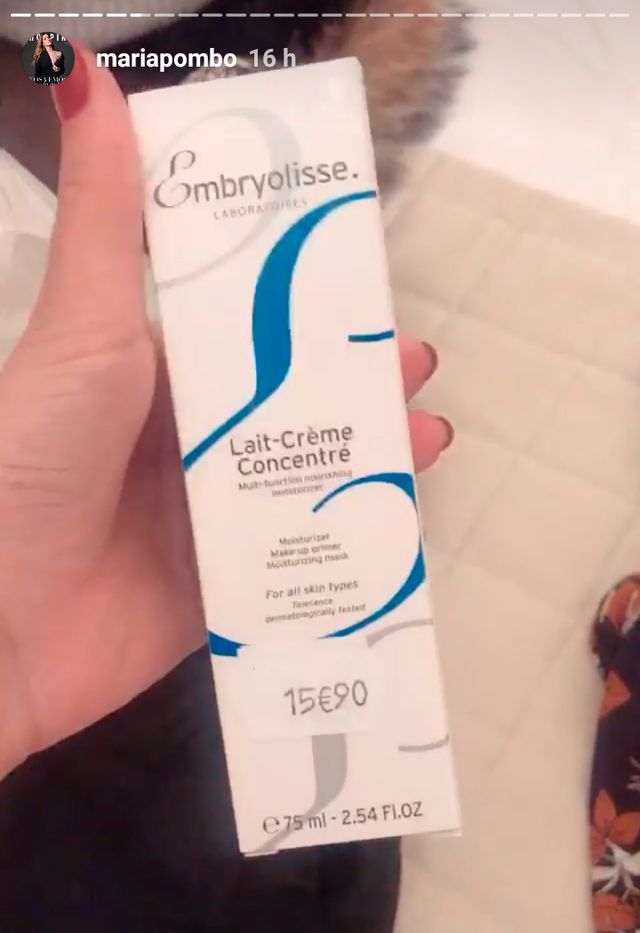 mariapombo 16 h
Embryolisse.
LABORATOIRES
Lait-Crème
Concentré
Multi-function nourishing
moisturizer
Moisturizer
Make-up primer
Moisturizing mask
For all skin types
Tolerance
dermatologically tested
15€90
℮ 75 ml - 2.54 Fl.OZ